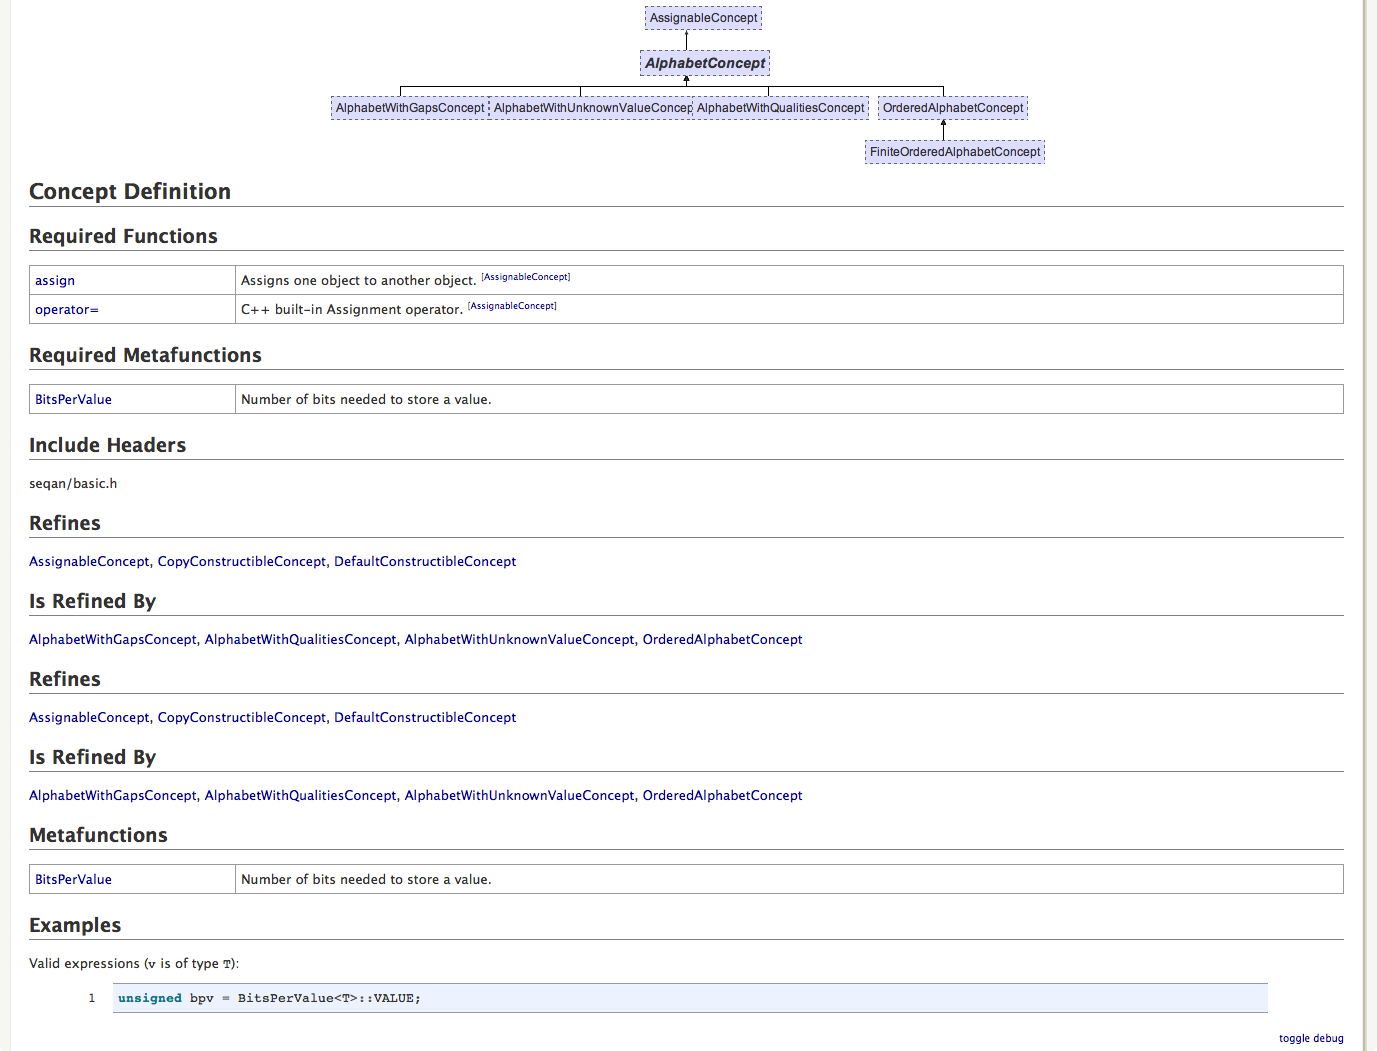 AssignableConcept
AlphabetConcept
AlphabetWithGapsConcept AlphabetWithUnknownValueConcep AlphabetWithQualitiesConcept OrderedAlphabetConcept
FiniteOrderedAlphabetConcept
Concept Definition
Required Functions
assign Assigns one object to another object. [AssignableConcept]
operator= C++ built-in Assignment operator. [AssignableConcept]
Required Metafunctions
BitsPerValue Number of bits needed to store a value.
Include Headers
seqan/basic.h
Refines
AssignableConcept, CopyConstructibleConcept, DefaultConstructibleConcept
Is Refined By
AlphabetWithGapsConcept, AlphabetWithQualitiesConcept, AlphabetWithUnknownValueConcept, OrderedAlphabetConcept
Refines
AssignableConcept, CopyConstructibleConcept, DefaultConstructibleConcept
Is Refined By
AlphabetWithGapsConcept, AlphabetWithQualitiesConcept, AlphabetWithUnknownValueConcept, OrderedAlphabetConcept
Metafunctions
BitsPerValue Number of bits needed to store a value.
Examples
Valid expressions (v is of type T):
1 unsigned bpv = BitsPerValue<T>::VALUE;
toggle debug